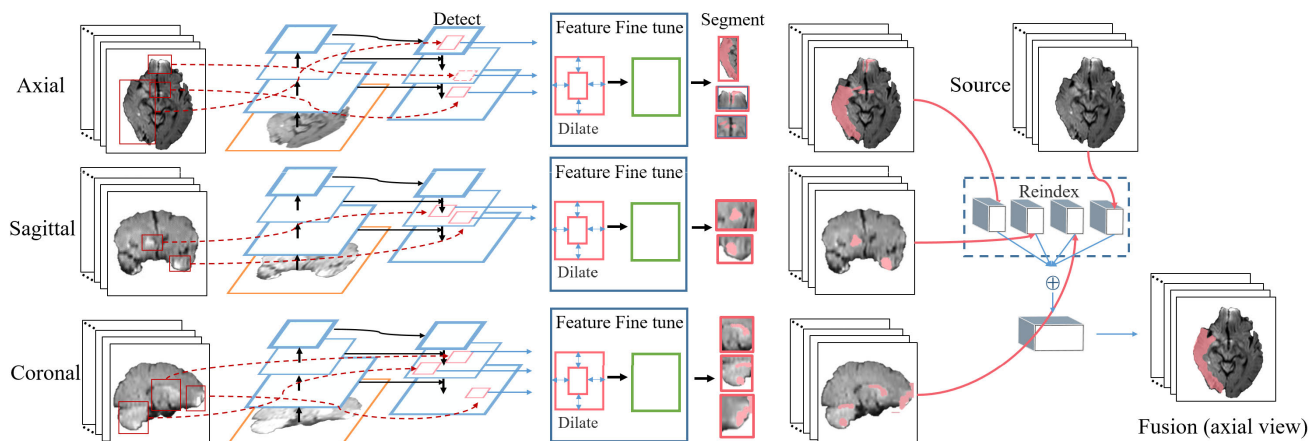 Detect
Segment
Axial
Feature Fine tune
Dilate
Source
Reindex
Sagittal
Feature Fine tune
Dilate
Coronal
Feature Fine tune
Dilate
Fusion (axial view)